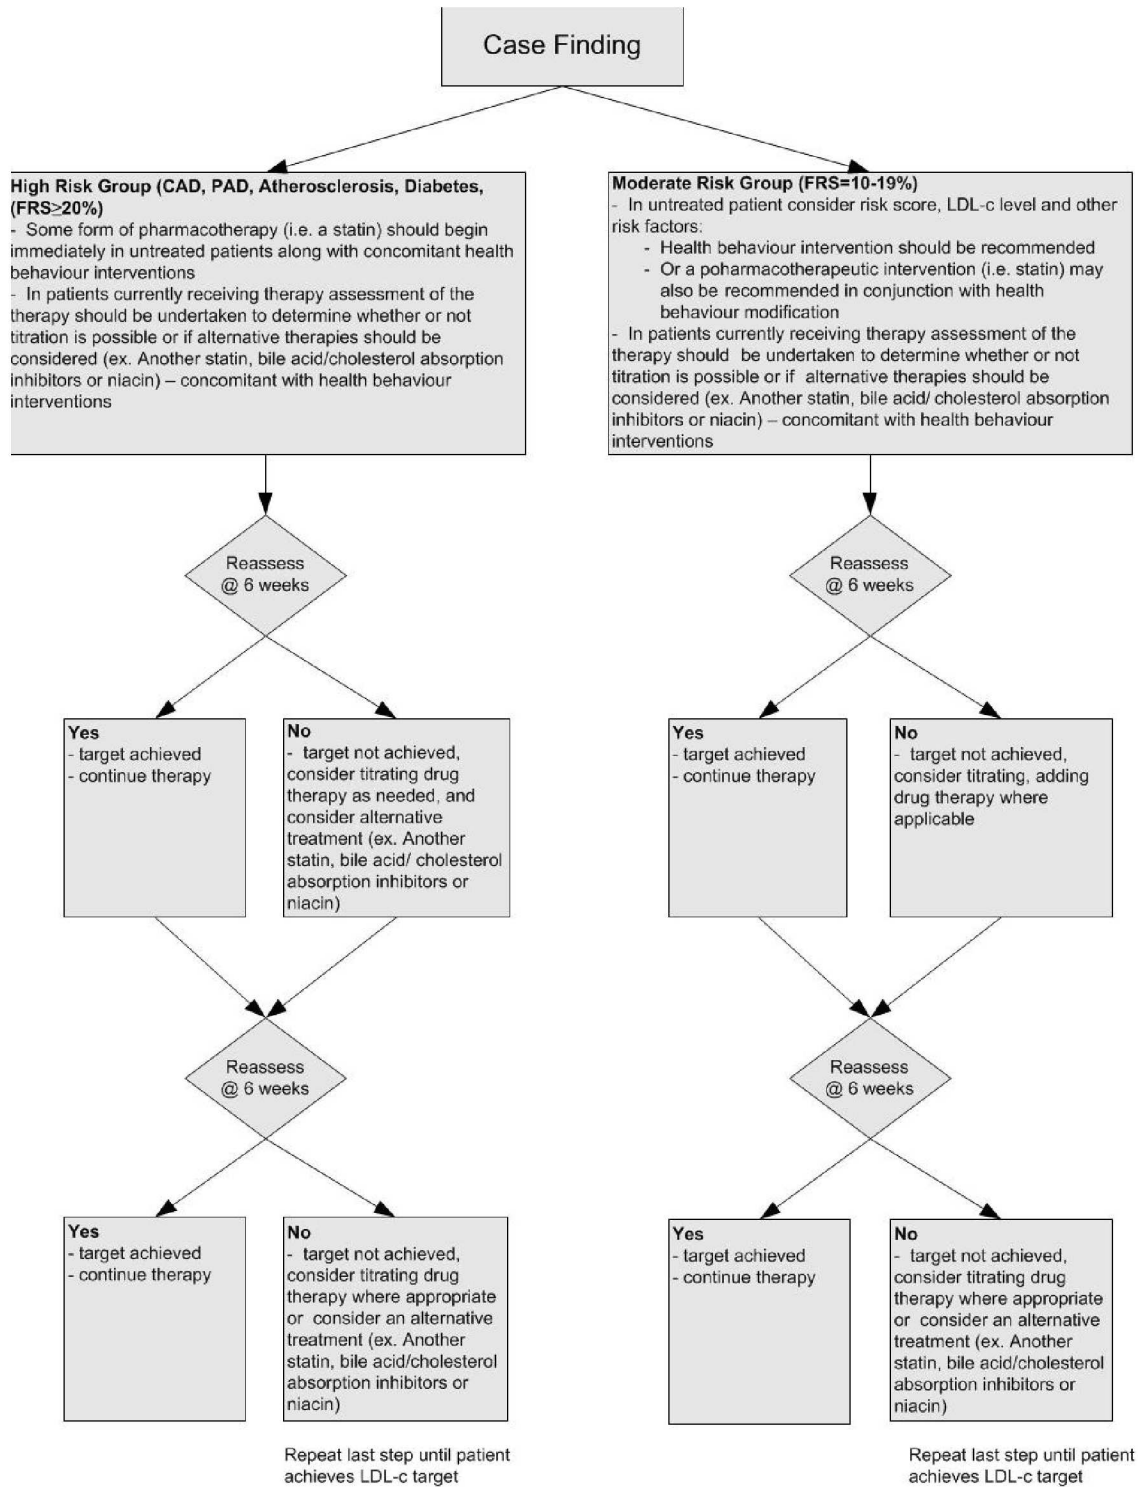 Case Finding
High Risk Group (CAD, PAD, Atherosclerosis, Diabetes,
(FRS≥20%)
- Some form of pharmacotherapy (i.e. a statin) should begin
immediately in untreated patients along with concomitant health
behaviour interventions
- In patients currently receiving therapy assessment of the
therapy should be undertaken to determine whether or not
titration is possible or if alternative therapies should be
considered (ex. Another statin, bile acid/cholesterol absorption
inhibitors or niacin) – concomitant with health behaviour
interventions
Moderate Risk Group (FRS=10-19%)
- In untreated patient consider risk score, LDL-c level and other
risk factors:
- Health behaviour intervention should be recommended
- Or a poharmacotherapeutic intervention (i.e. statin) may
also be recommended in conjunction with health
behaviour modification
- In patients currently receiving therapy assessment of the
therapy should be undertaken to determine whether or not
titration is possible or if alternative therapies should be
considered (ex. Another statin, bile acid/ cholesterol absorption
inhibitors or niacin) – concomitant with health behaviour
interventions
Reassess
@ 6 weeks
Reassess
@ 6 weeks
Yes
- target achieved
- continue therapy
No
- target not achieved,
consider titrating drug
therapy as needed, and
consider alternative
treatment (ex. Another
statin, bile acid/ cholesterol
absorption inhibitors or
niacin)
Yes
- target achieved
- continue therapy
No
- target not achieved,
consider titrating, adding
drug therapy where
applicable
Reassess
@ 6 weeks
Reassess
@ 6 weeks
Yes
- target achieved
- continue therapy
No
- target not achieved,
consider titrating drug
therapy where appropriate
or consider an alternative
treatment (ex. Another
statin, bile acid/cholesterol
absorption inhibitors or
niacin)
Yes
- target achieved
- continue therapy
No
- target not achieved,
consider titrating drug
therapy where appropriate
or consider an alternative
treatment (ex. Another
statin, bile acid/cholesterol
absorption inhibitors or
niacin)
Repeat last step until patient
achieves LDL-c target
Repeat last step until patient
achieves LDL-c target